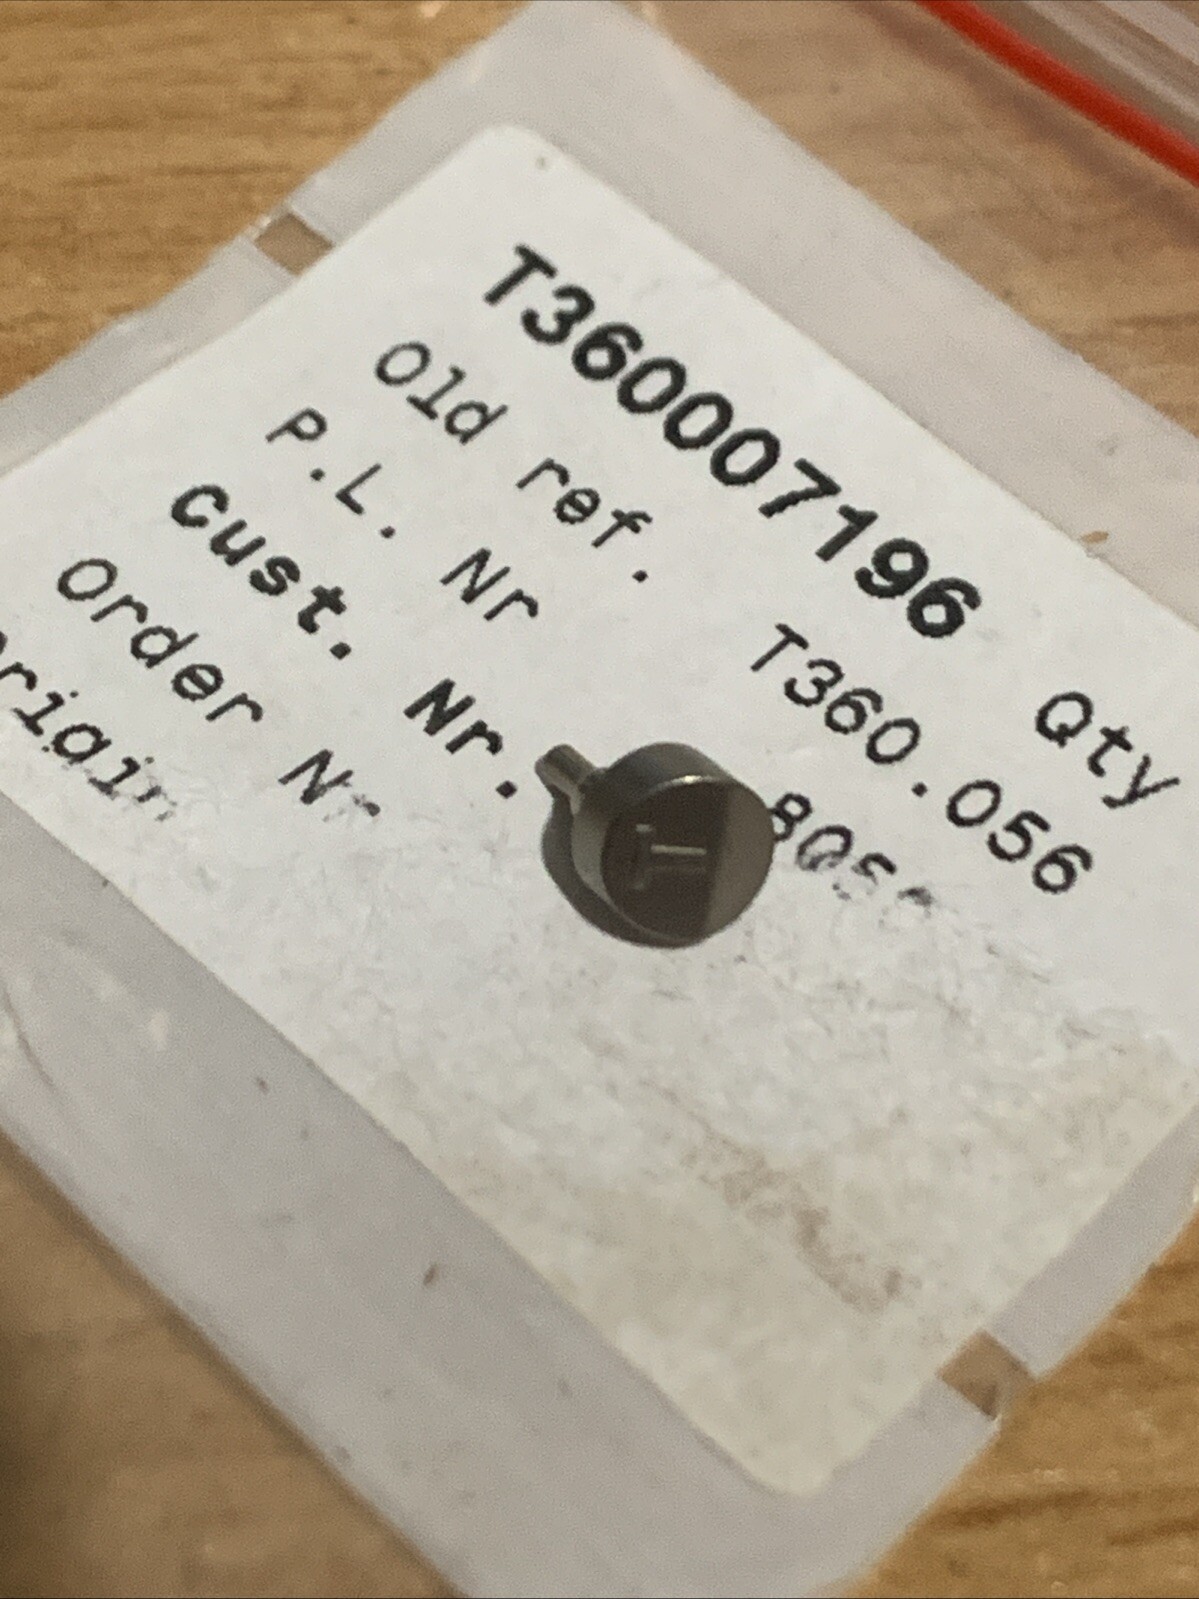 T360007196 Qty
Old ref. T360.056
P.L. Nr
Cust. Nr.
Order Nr
T